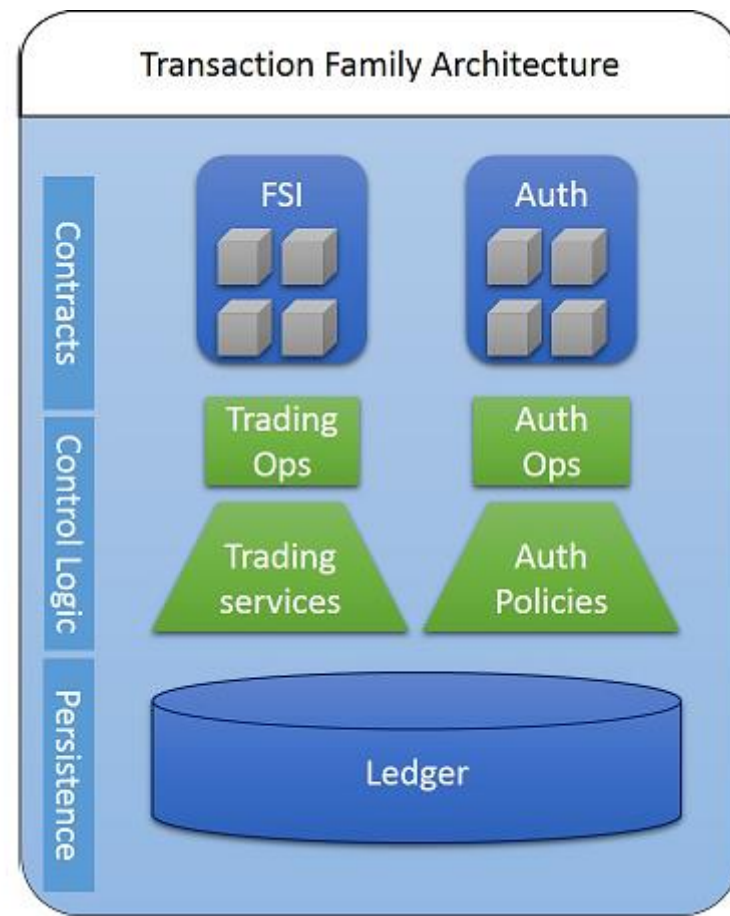 Transaction Family Architecture
Contracts
FSI
Auth
Control Logic
Trading
Ops
Auth
Ops
Trading
services
Auth
Policies
Persistence
Ledger